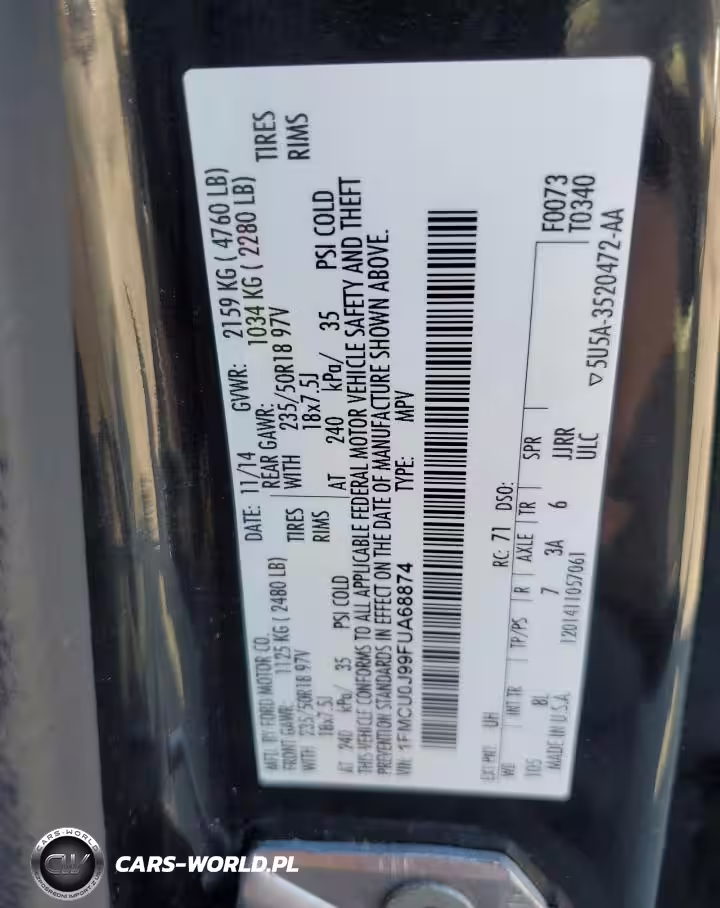 MFD. BY FORD MOTOR CO.
DATE: 11/14 GVWR: 2159 KG ( 4760 LB)
FRONT GAWR: 1125 KG ( 2480 LB) REAR GAWR: 1034 KG ( 2280 LB)
WITH 235/50R18 97V TIRES WITH 235/50R18 97V TIRES
18x7.5J RIMS 18x7.5J RIMS
AT 240 kPa/ 35 PSI COLD AT 240 kPa/ 35 PSI COLD
THIS VEHICLE CONFORMS TO ALL APPLICABLE FEDERAL MOTOR VEHICLE SAFETY AND THEFT
PREVENTION STANDARDS IN EFFECT ON THE DATE OF MANUFACTURE SHOWN ABOVE.
VIN: 1FMCU0J99FUA68874 TYPE: MPV
EXT PNT: UH RC: 71 DSO:
WB INT TR TP/PS R AXLE TR SPR F0073
105 8L 7 3A 6 JJRR T0340
MADE IN U.S.A. 1201411057061 ULC
▽5U5A-3520472-AA
CARS-WORLD
CW
CARS-WORLD.PL